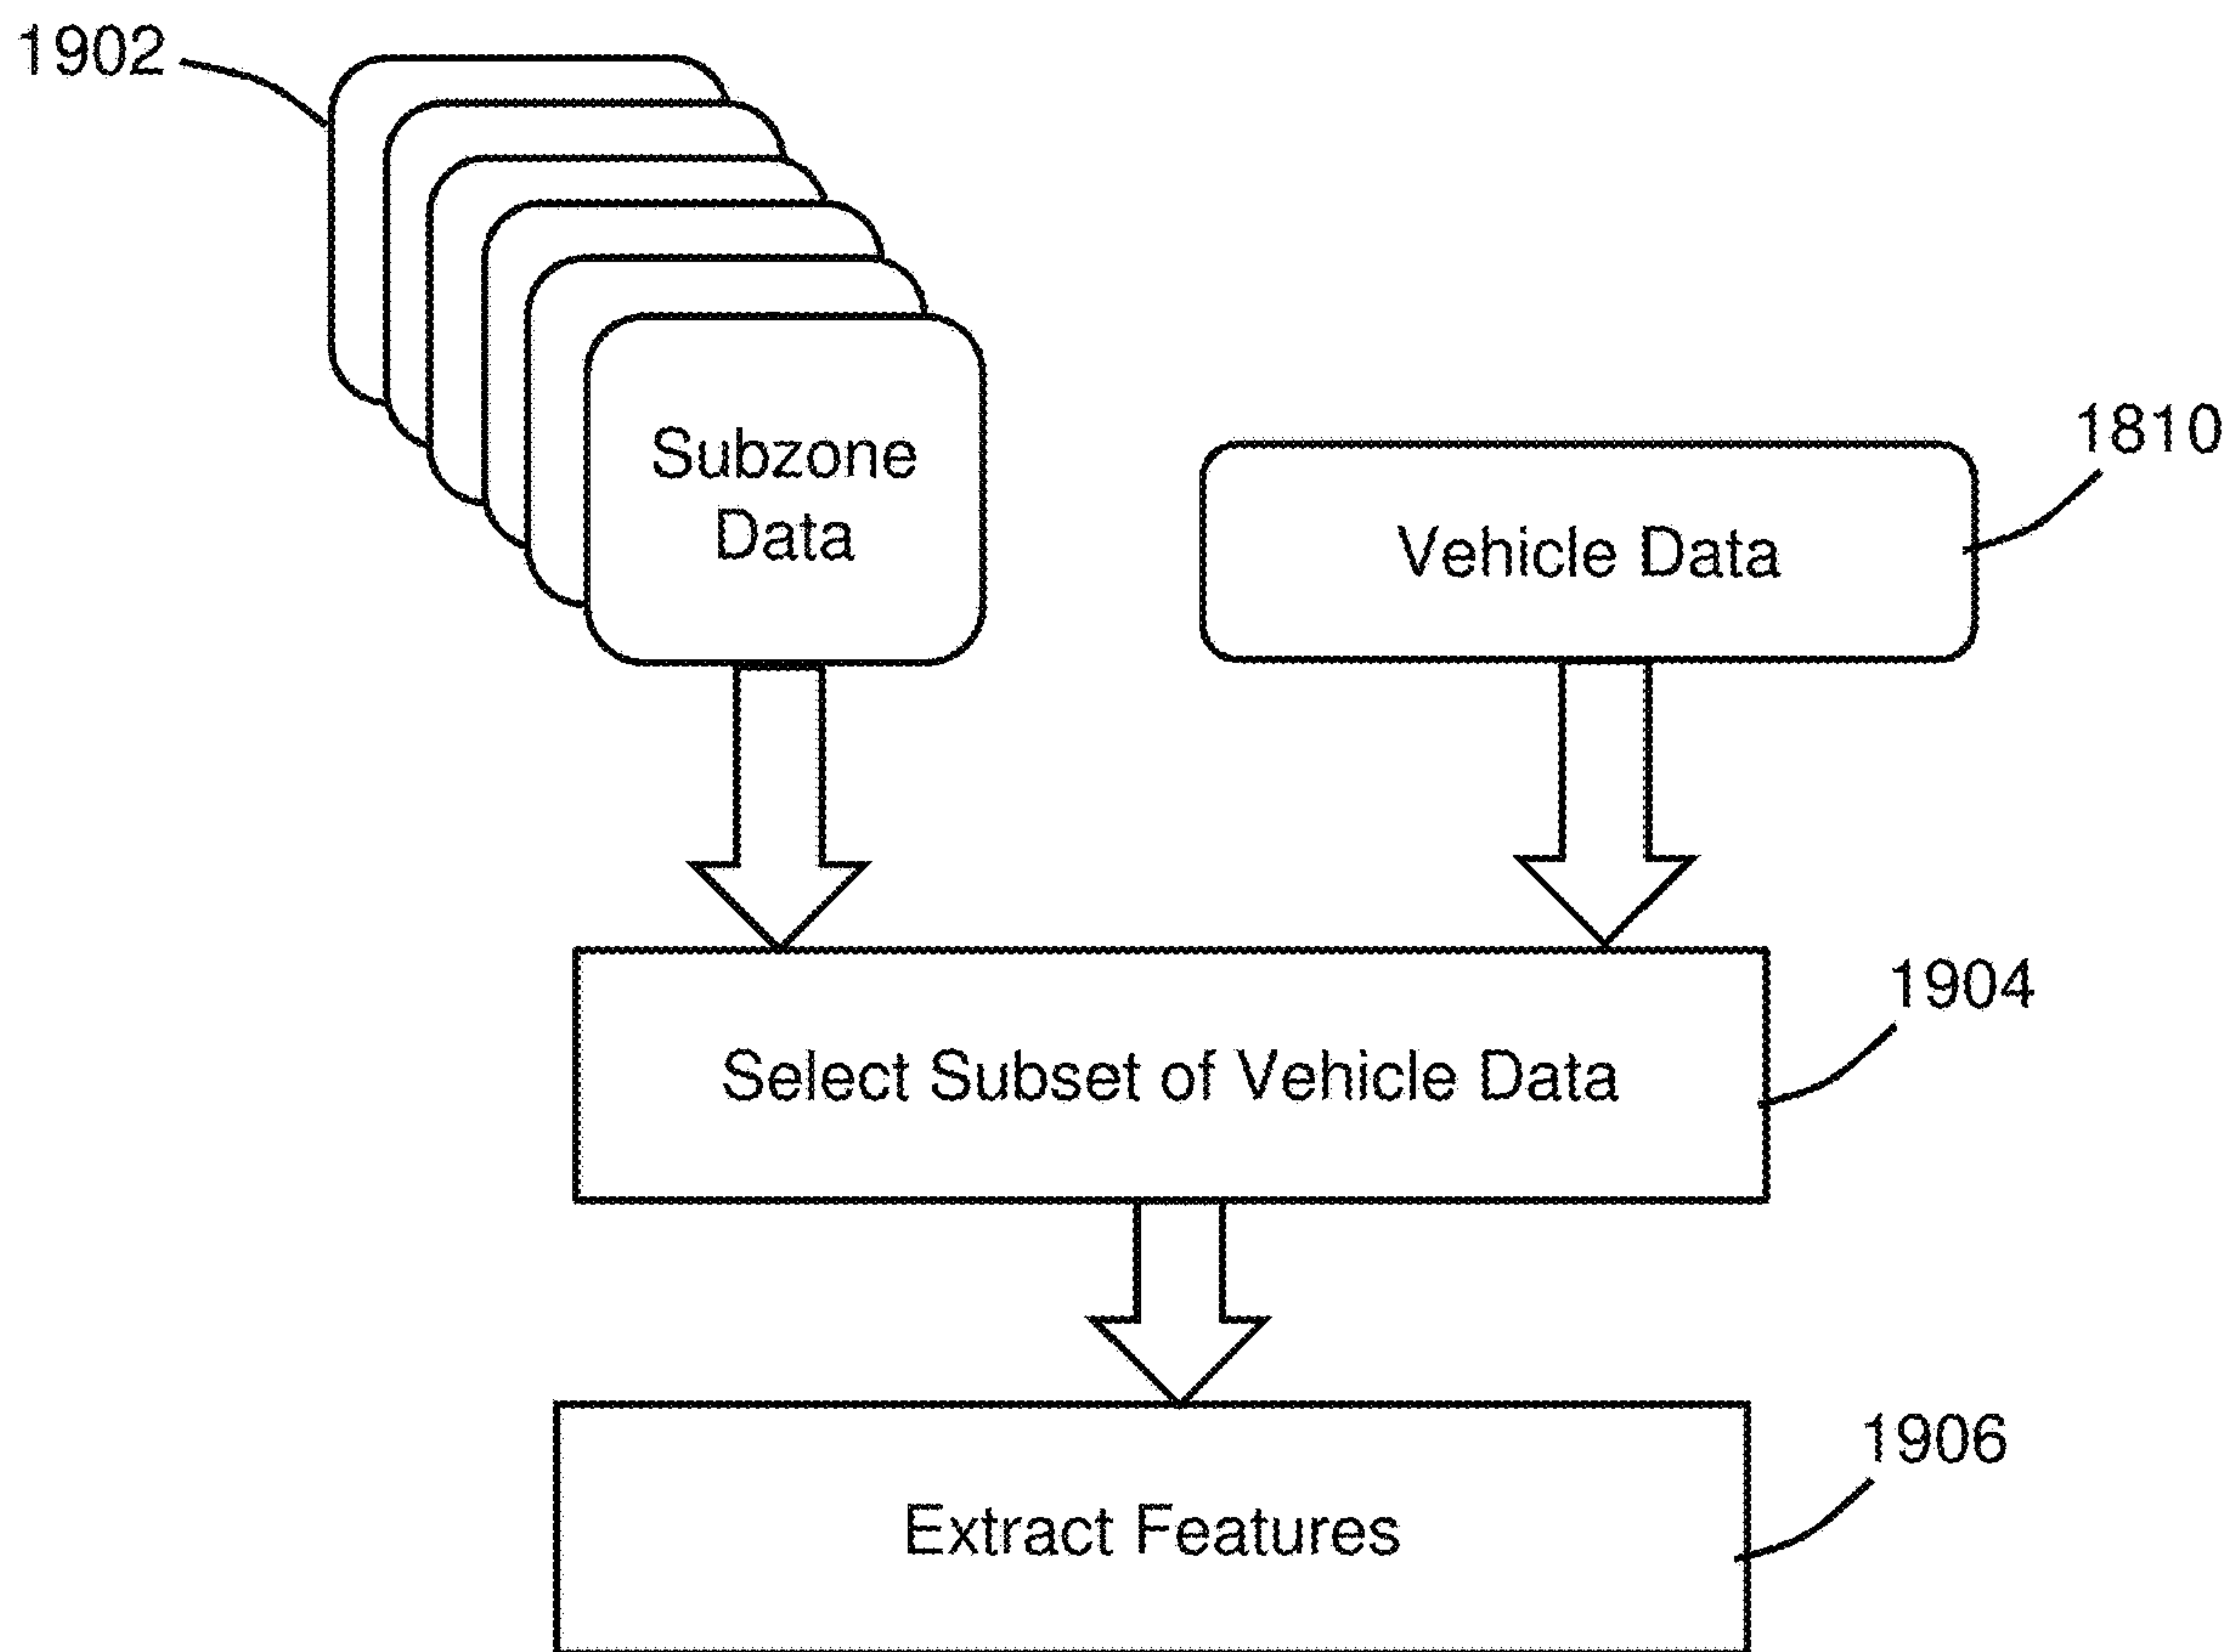 1902
Subzone
Data
1810
Vehicle Data
1904
Select Subset of Vehicle Data
1906
Extract Features